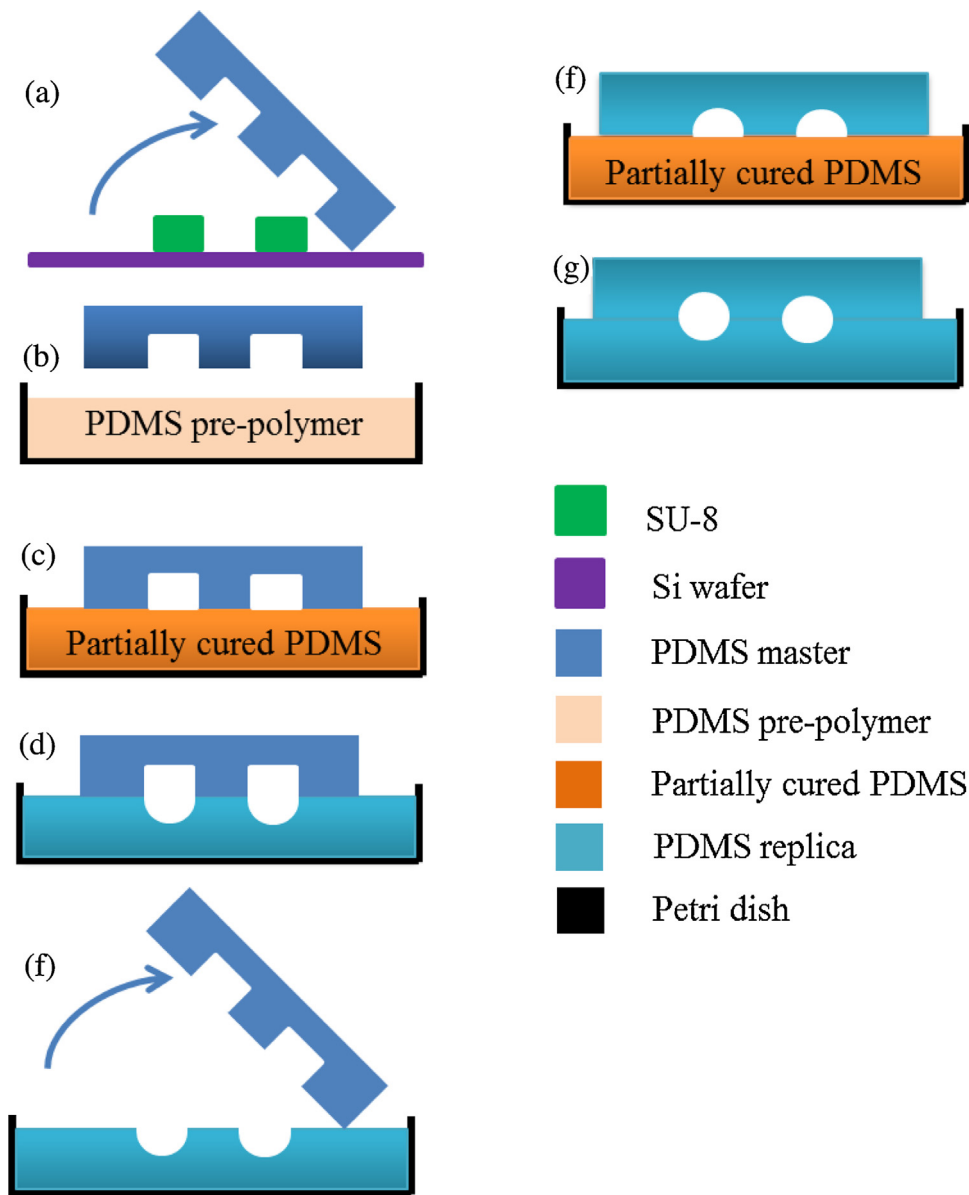 (a)
(b)
PDMS pre-polymer
(c)
Partially cured PDMS
(d)
(f)
(f)
Partially cured PDMS
(g)
SU-8
Si wafer
PDMS master
PDMS pre-polymer
Partially cured PDMS
PDMS replica
Petri dish